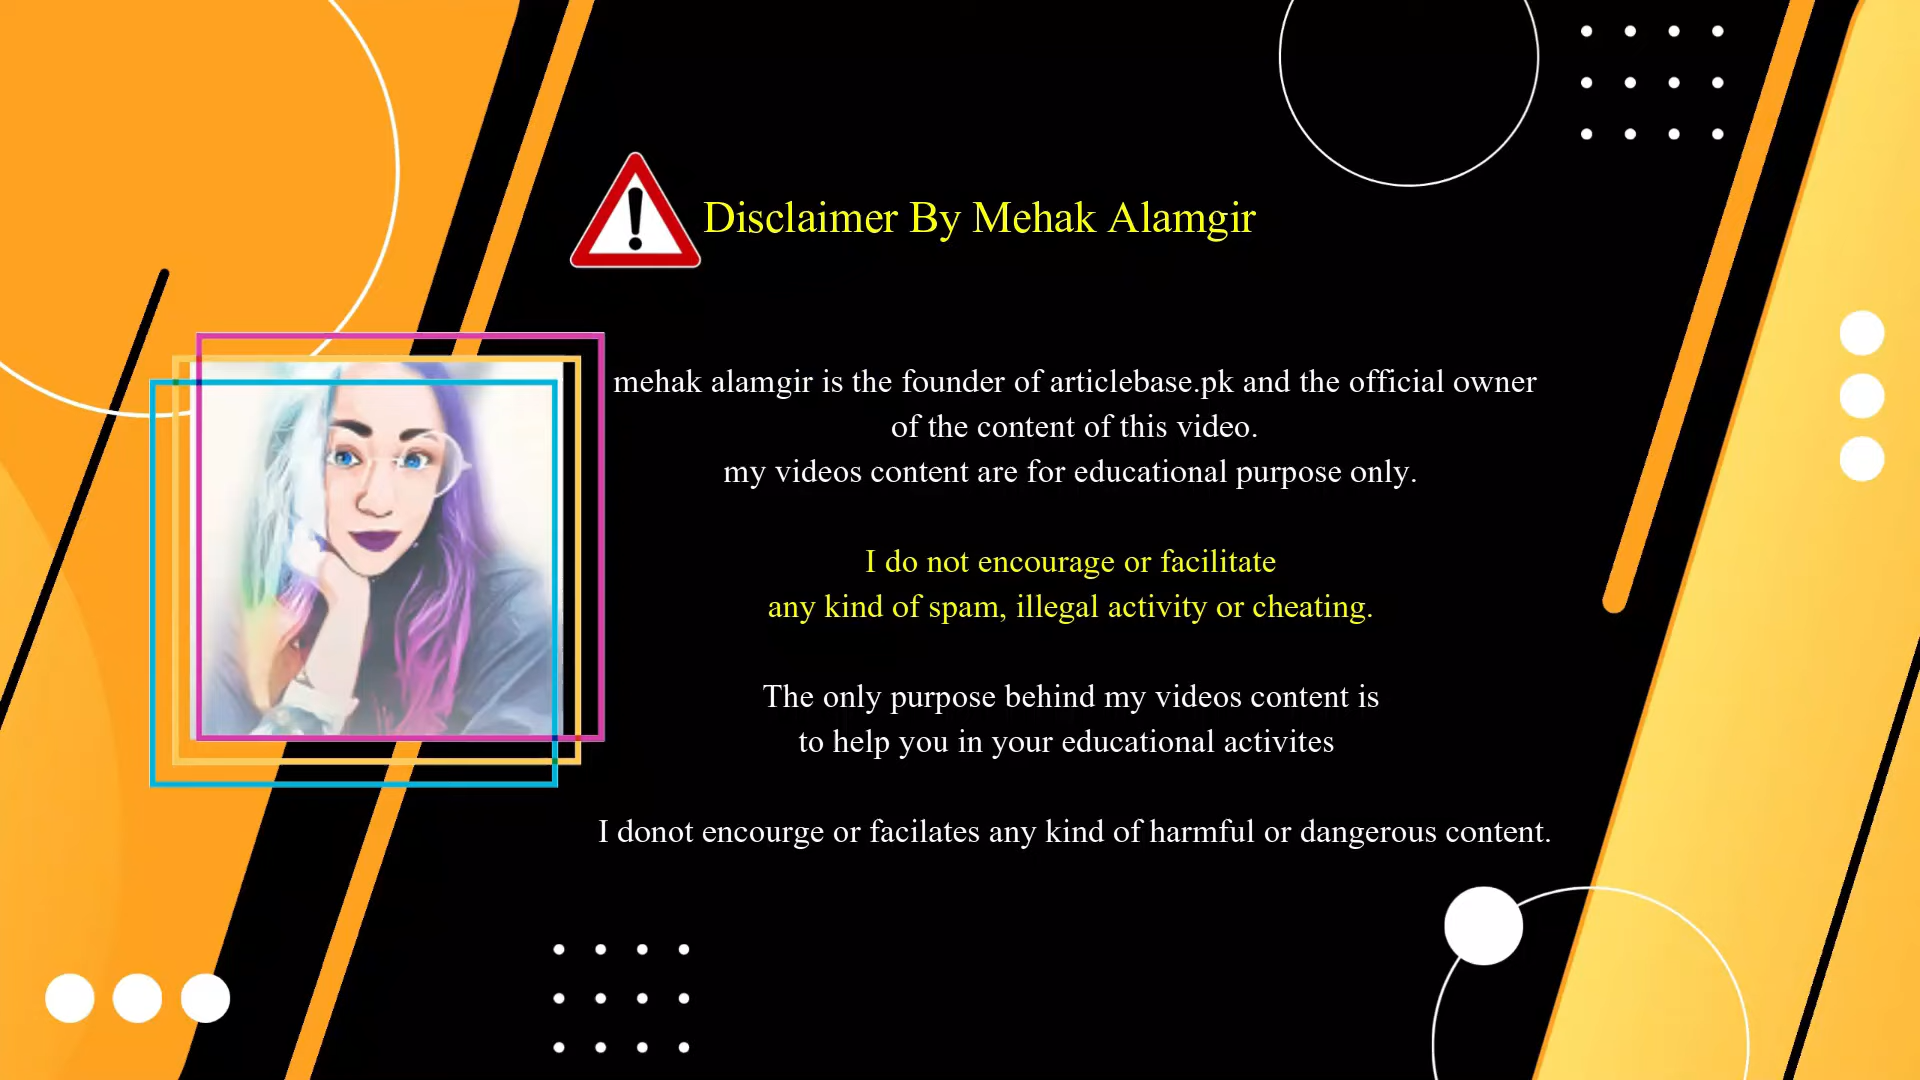 Disclaimer By Mehak Alamgir
mehak alamgir is the founder of articlebase.pk and the official owner
of the content of this video.
my videos content are for educational purpose only.
I do not encourage or facilitate
any kind of spam, illegal activity or cheating.
The only purpose behind my videos content is
to help you in your educational activites
I donot encourge or facilates any kind of harmful or dangerous content.